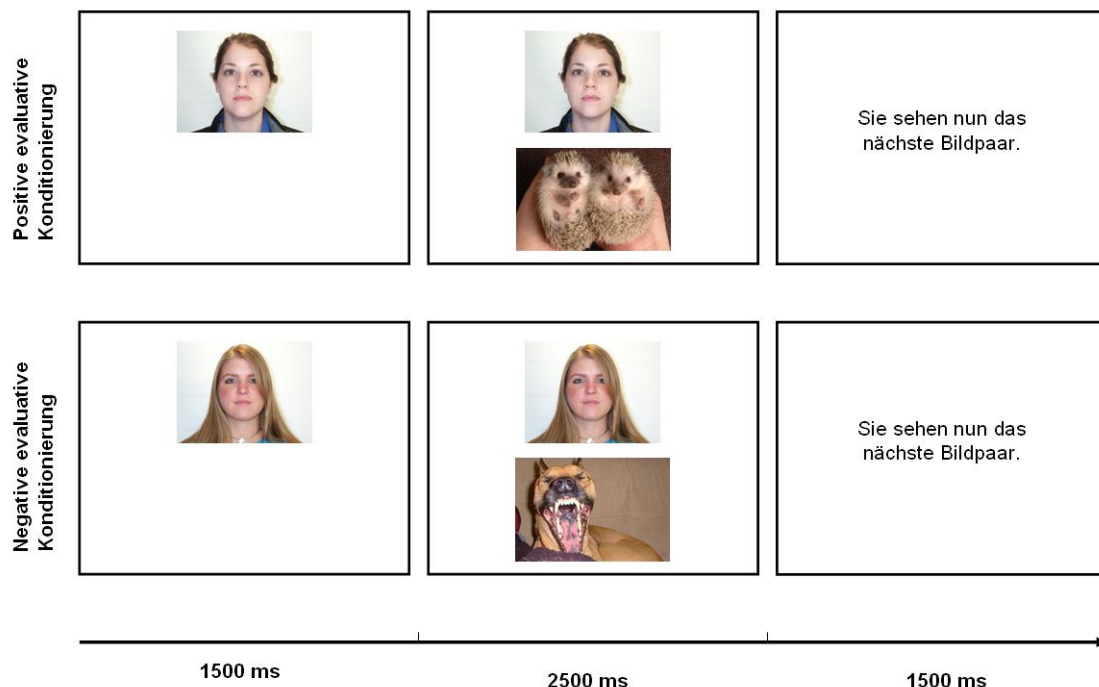 Positive evaluative
Konditionierung
Sie sehen nun das
nächste Bildpaar.
Negative evaluative
Konditionierung
Sie sehen nun das
nächste Bildpaar.
1500 ms
2500 ms
1500 ms